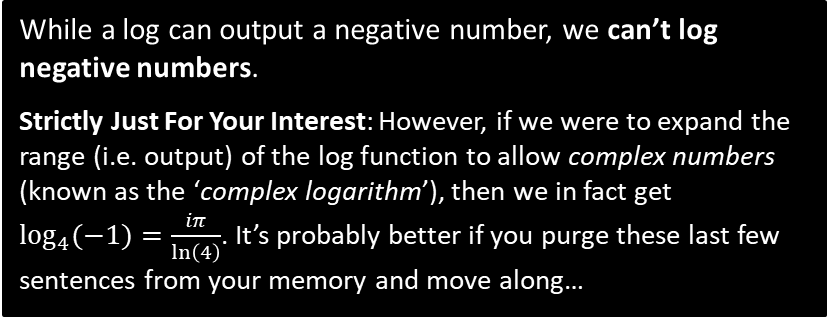 While a log can output a negative number, we can’t log
negative numbers.
Strictly Just For Your Interest: However, if we were to expand the
range (i.e. output) of the log function to allow complex numbers
(known as the ‘complex logarithm’), then we in fact get
log₄(−1) = iπ/ln(4). It’s probably better if you purge these last few
sentences from your memory and move along…